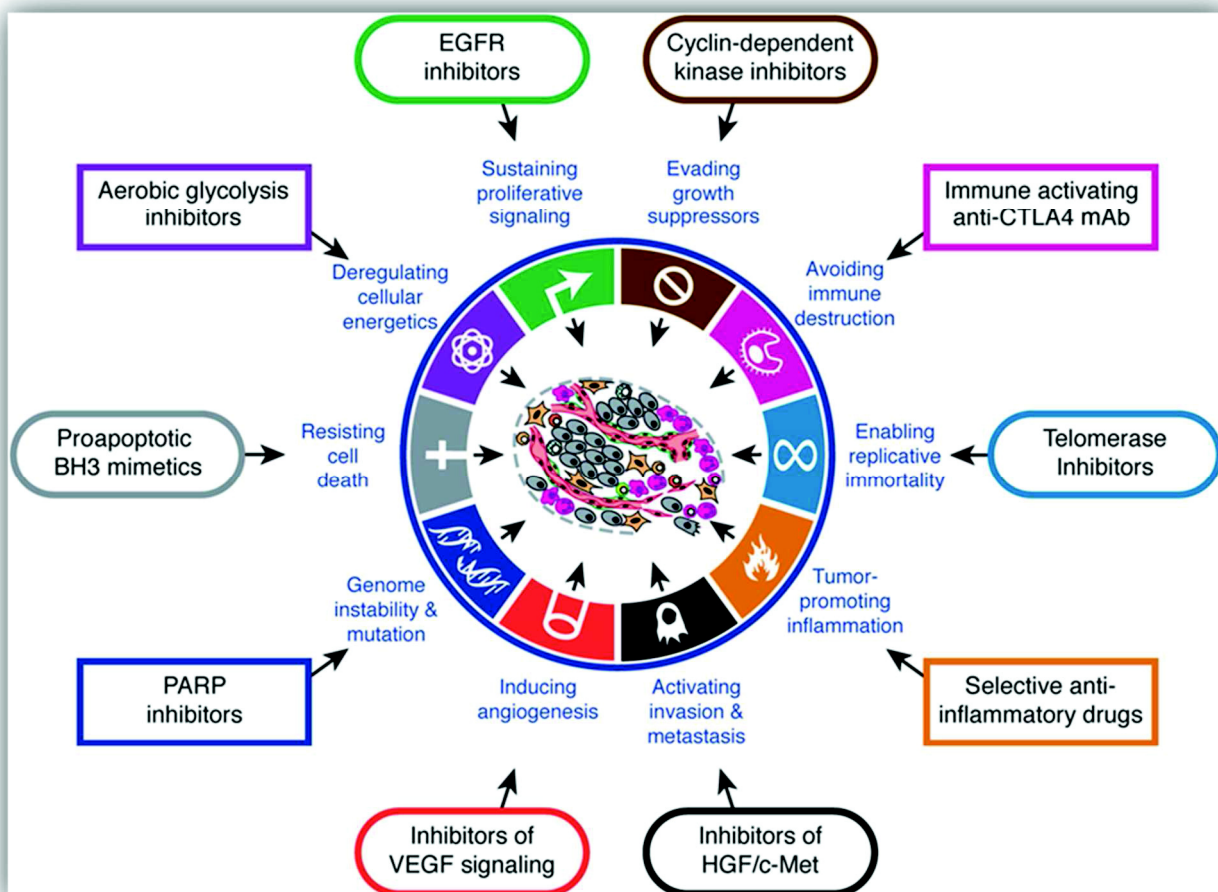 EGFR
inhibitors
Cyclin-dependent
kinase inhibitors
Sustaining
proliferative
signaling
Evading
growth
suppressors
Aerobic glycolysis
inhibitors
Immune activating
anti-CTLA4 mAb
Deregulating
cellular
energetics
Avoiding
immune
destruction
Proapoptotic
BH3 mimetics
Resisting
cell
death
Enabling
replicative
immortality
Telomerase
Inhibitors
Genome
instability &
mutation
Tumor-
promoting
inflammation
PARP
inhibitors
Inducing
angiogenesis
Activating
invasion &
metastasis
Selective anti-
inflammatory drugs
Inhibitors of
VEGF signaling
Inhibitors of
HGF/c-Met